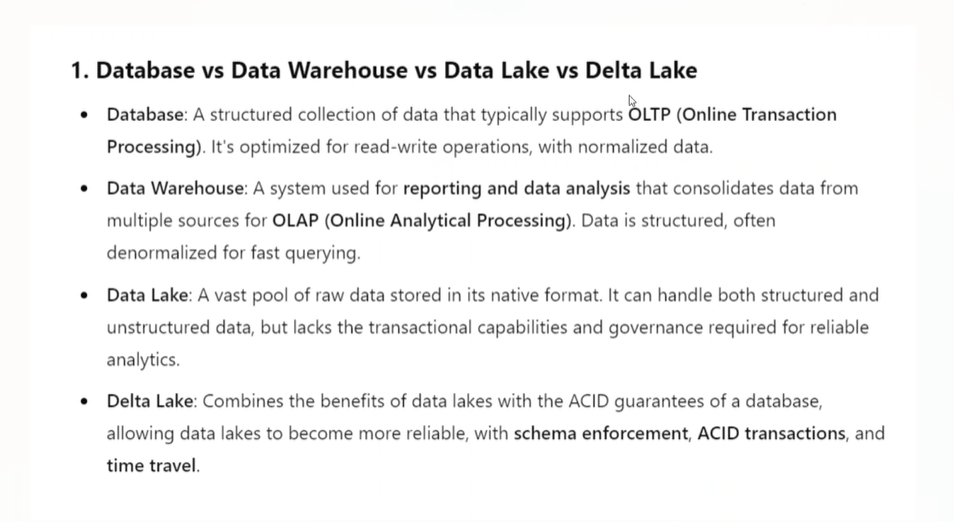 1. Database vs Data Warehouse vs Data Lake vs Delta Lake
• Database: A structured collection of data that typically supports OLTP (Online Transaction
Processing). It's optimized for read-write operations, with normalized data.
• Data Warehouse: A system used for reporting and data analysis that consolidates data from
multiple sources for OLAP (Online Analytical Processing). Data is structured, often
denormalized for fast querying.
• Data Lake: A vast pool of raw data stored in its native format. It can handle both structured and
unstructured data, but lacks the transactional capabilities and governance required for reliable
analytics.
• Delta Lake: Combines the benefits of data lakes with the ACID guarantees of a database,
allowing data lakes to become more reliable, with schema enforcement, ACID transactions, and
time travel.